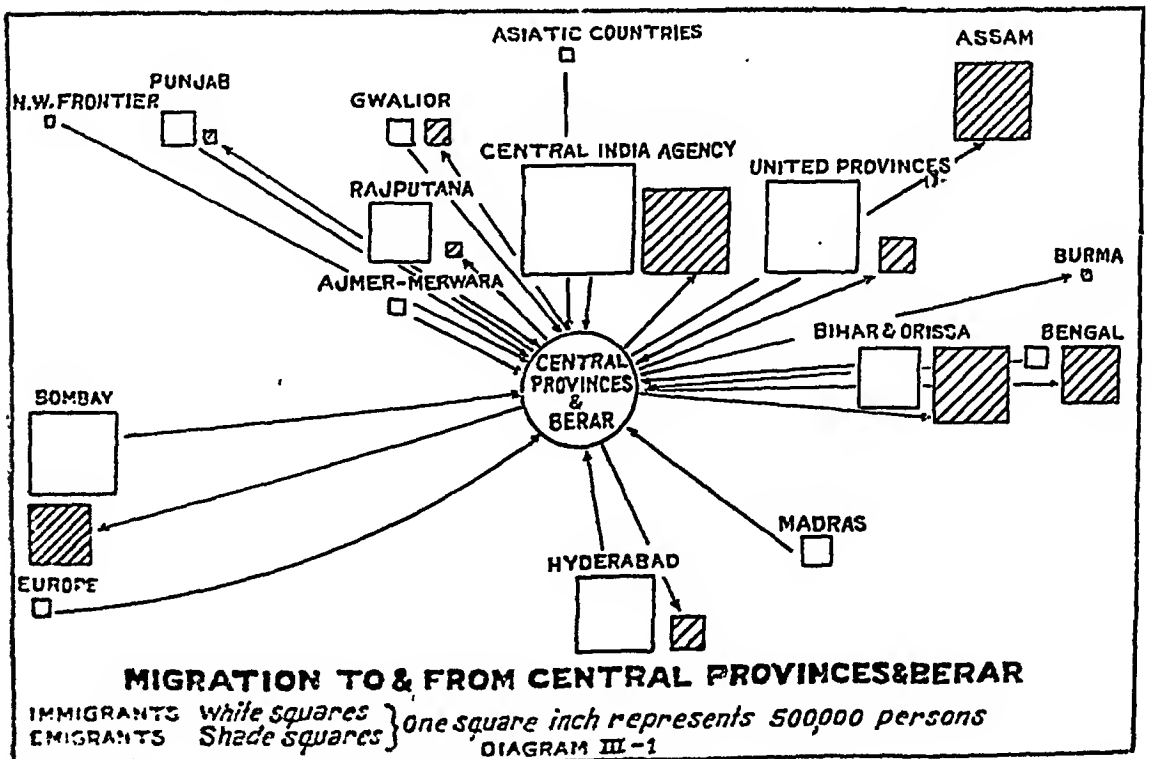 ASIATIC COUNTRIES
ASSAM
PUNJAB
N.W. FRONTIER
GWALIOR
CENTRAL INDIA AGENCY
UNITED PROVINCES
RAJPUTANA
AJMER-MERWARA
BURMA
BIHAR & ORISSA
BENGAL
CENTRAL
PROVINCES
&
BERAR
BOMBAY
MADRAS
HYDERABAD
EUROPE
MIGRATION TO & FROM CENTRAL PROVINCES & BERAR
IMMIGRANTS White squares } One square inch represents 500,000 persons
EMIGRANTS Shade squares
DIAGRAM III-1